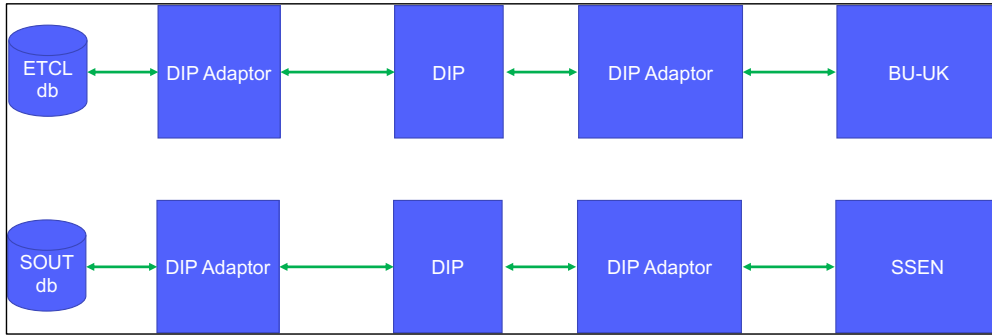 ETCL
db
DIP Adaptor
DIP
DIP Adaptor
BU-UK
SOUT
db
DIP Adaptor
DIP
DIP Adaptor
SSEN